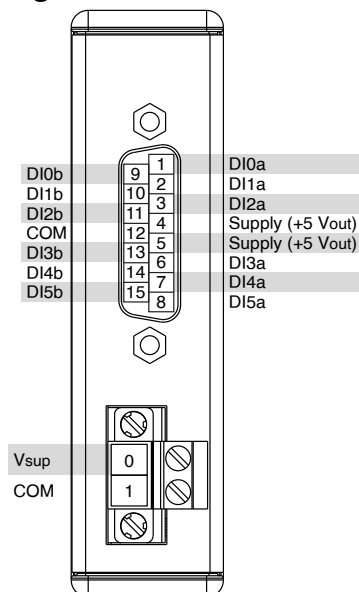 DI0b 9 1 DI0a
DI1b 10 2 DI1a
DI2b 11 3 DI2a
COM 12 4 Supply (+5 Vout)
DI3b 13 5 Supply (+5 Vout)
DI4b 14 6 DI3a
DI5b 15 7 DI4a
8 DI5a
Vsup 0
COM 1